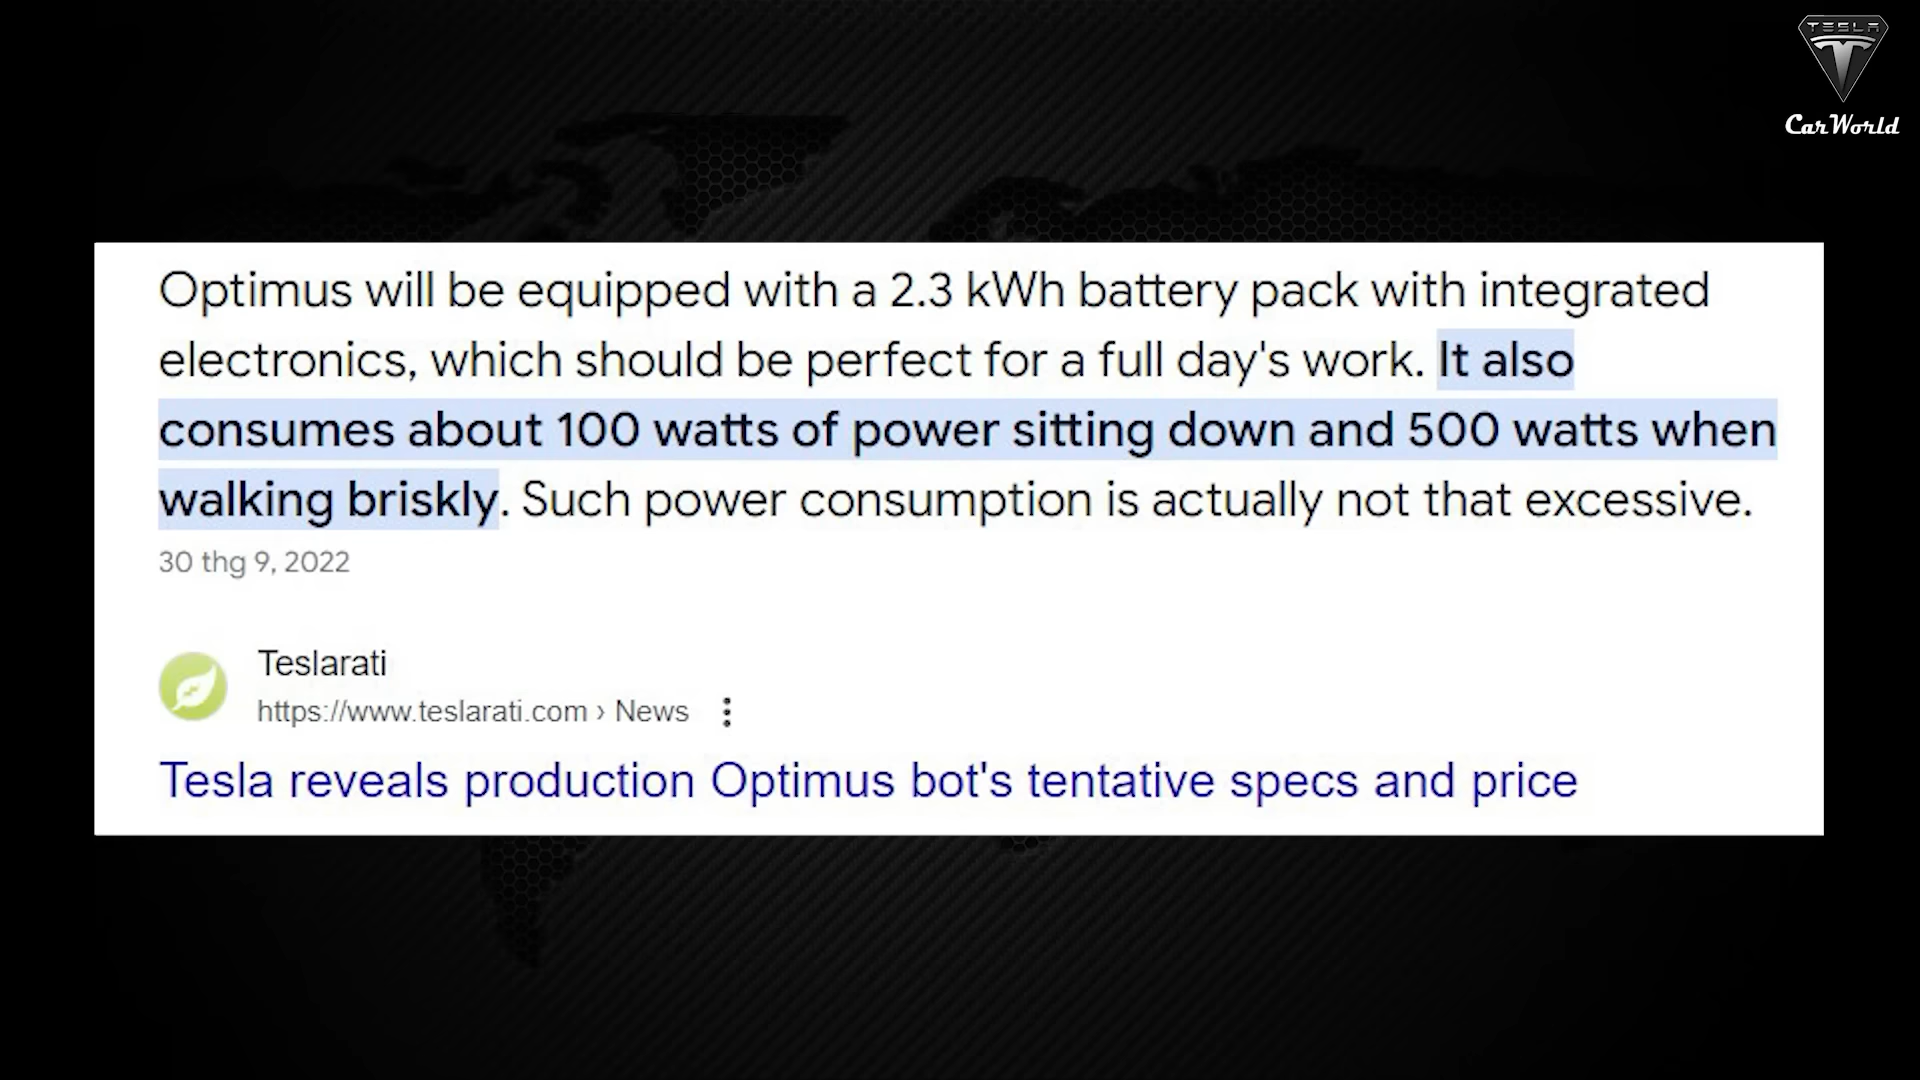 TESLA
CarWorld
Optimus will be equipped with a 2.3 kWh battery pack with integrated
electronics, which should be perfect for a full day's work. It also
consumes about 100 watts of power sitting down and 500 watts when
walking briskly. Such power consumption is actually not that excessive.
30 thg 9, 2022
Teslarati
https://www.teslarati.com › News
Tesla reveals production Optimus bot's tentative specs and price